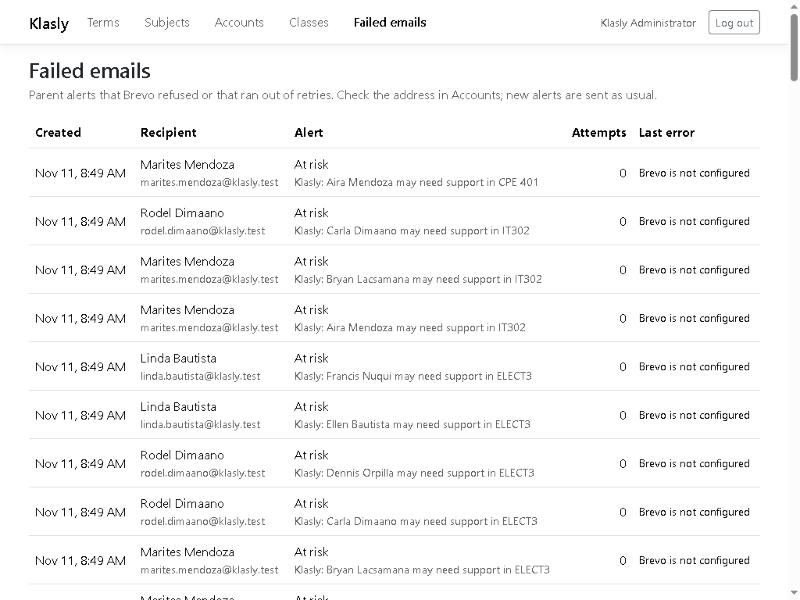 Klasly Terms Subjects Accounts Classes Failed emails Klasly Administrator Log out
Failed emails
Parent alerts that Brevo refused or that ran out of retries. Check the address in Accounts; new alerts are sent as usual.
Created Recipient Alert Attempts Last error
Nov 11, 8:49 AM Marites Mendoza At risk 0 Brevo is not configured
marites.mendoza@klasly.test Klasly: Aira Mendoza may need support in CPE 401
Nov 11, 8:49 AM Rodel Dimaano At risk 0 Brevo is not configured
rodel.dimaano@klasly.test Klasly: Carla Dimaano may need support in IT302
Nov 11, 8:49 AM Marites Mendoza At risk 0 Brevo is not configured
marites.mendoza@klasly.test Klasly: Bryan Lacsamana may need support in IT302
Nov 11, 8:49 AM Marites Mendoza At risk 0 Brevo is not configured
marites.mendoza@klasly.test Klasly: Aira Mendoza may need support in IT302
Nov 11, 8:49 AM Linda Bautista At risk 0 Brevo is not configured
linda.bautista@klasly.test Klasly: Francis Nuqui may need support in ELECT3
Nov 11, 8:49 AM Linda Bautista At risk 0 Brevo is not configured
linda.bautista@klasly.test Klasly: Ellen Bautista may need support in ELECT3
Nov 11, 8:49 AM Rodel Dimaano At risk 0 Brevo is not configured
rodel.dimaano@klasly.test Klasly: Dennis Orpilla may need support in ELECT3
Nov 11, 8:49 AM Rodel Dimaano At risk 0 Brevo is not configured
rodel.dimaano@klasly.test Klasly: Carla Dimaano may need support in ELECT3
Nov 11, 8:49 AM Marites Mendoza At risk 0 Brevo is not configured
marites.mendoza@klasly.test Klasly: Bryan Lacsamana may need support in ELECT3
Marites Mendoza At risk